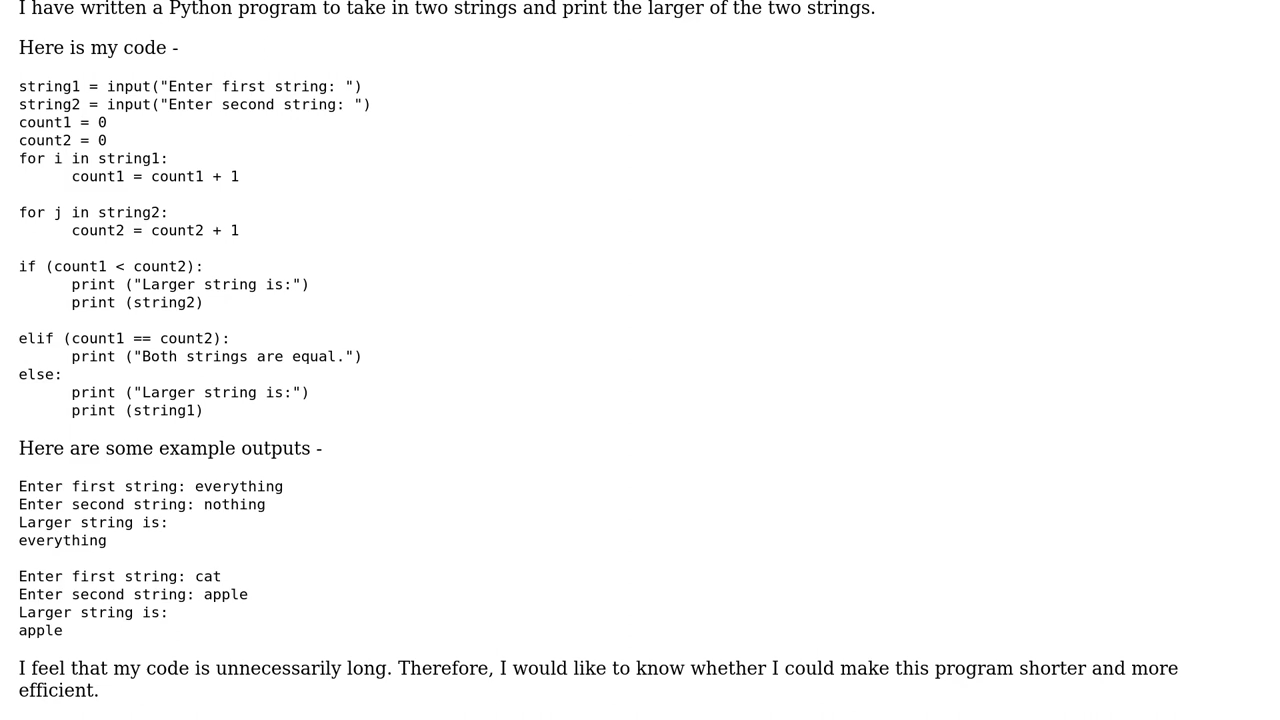 I have written a Python program to take in two strings and print the larger of the two strings.
Here is my code -
string1 = input("Enter first string: ")
string2 = input("Enter second string: ")
count1 = 0
count2 = 0
for i in string1:
      count1 = count1 + 1
for j in string2:
      count2 = count2 + 1
if (count1 < count2):
      print ("Larger string is:")
      print (string2)
elif (count1 == count2):
      print ("Both strings are equal.")
else:
      print ("Larger string is:")
      print (string1)
Here are some example outputs -
Enter first string: everything
Enter second string: nothing
Larger string is:
everything
Enter first string: cat
Enter second string: apple
Larger string is:
apple
I feel that my code is unnecessarily long. Therefore, I would like to know whether I could make this program shorter and more
efficient.